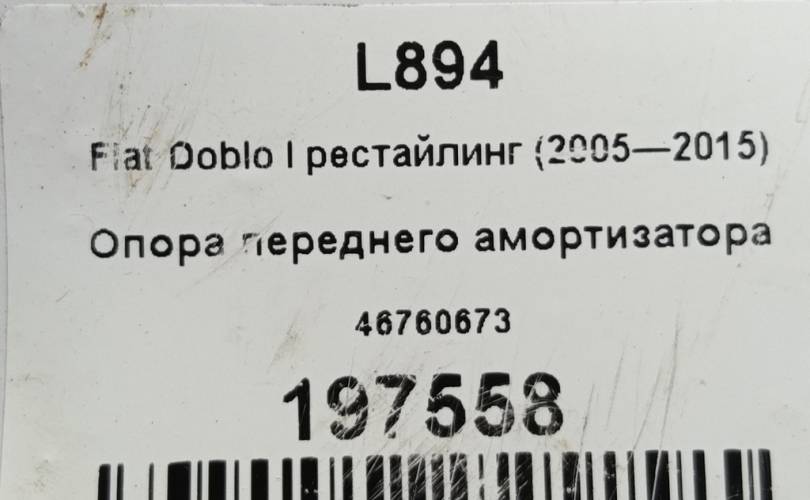 L894
Fiat Doblo I рестайлинг (2005—2015)
Опора переднего амортизатора
46760673
197558